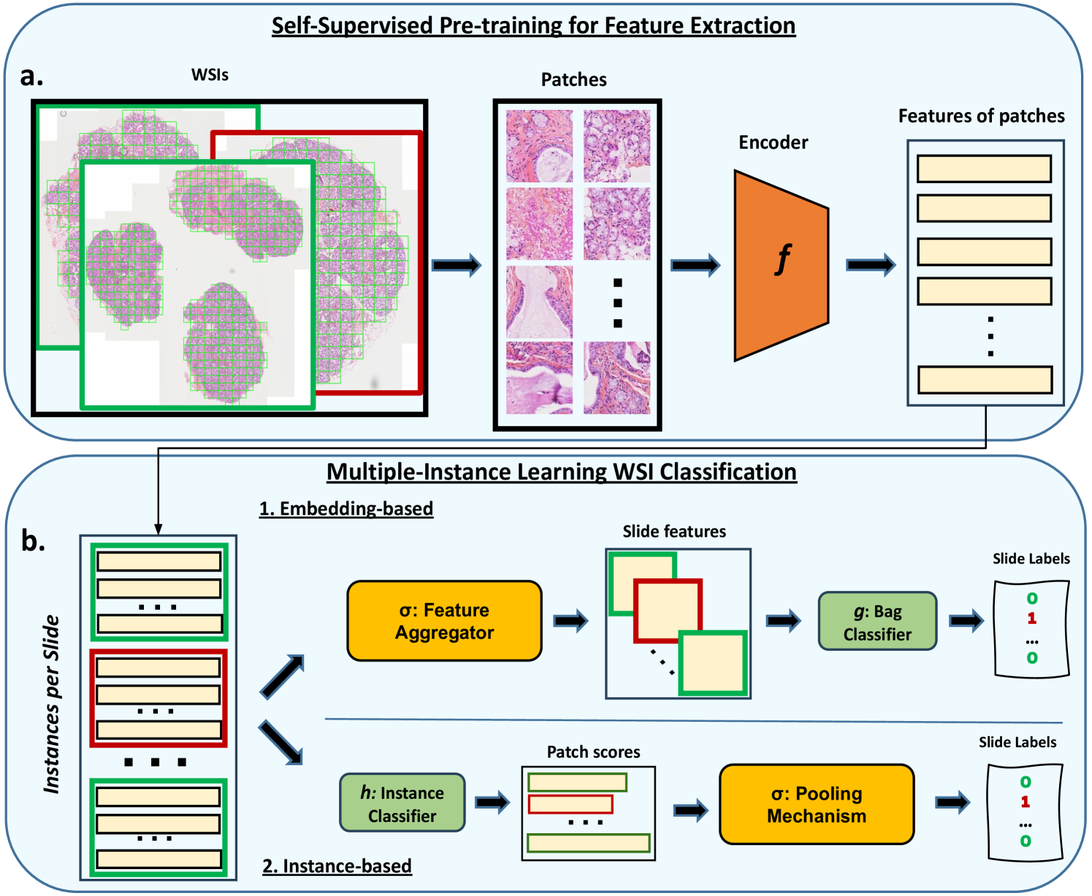 Self-Supervised Pre-training for Feature Extraction
a.
WSIs
Patches
Encoder
Features of patches
f
Multiple-Instance Learning WSI Classification
b.
1. Embedding-based
Instances per Slide
σ: Feature
Aggregator
Slide features
g: Bag
Classifier
Slide Labels
0
1
...
0
h: Instance
Classifier
Patch scores
σ: Pooling
Mechanism
Slide Labels
0
1
...
0
2. Instance-based